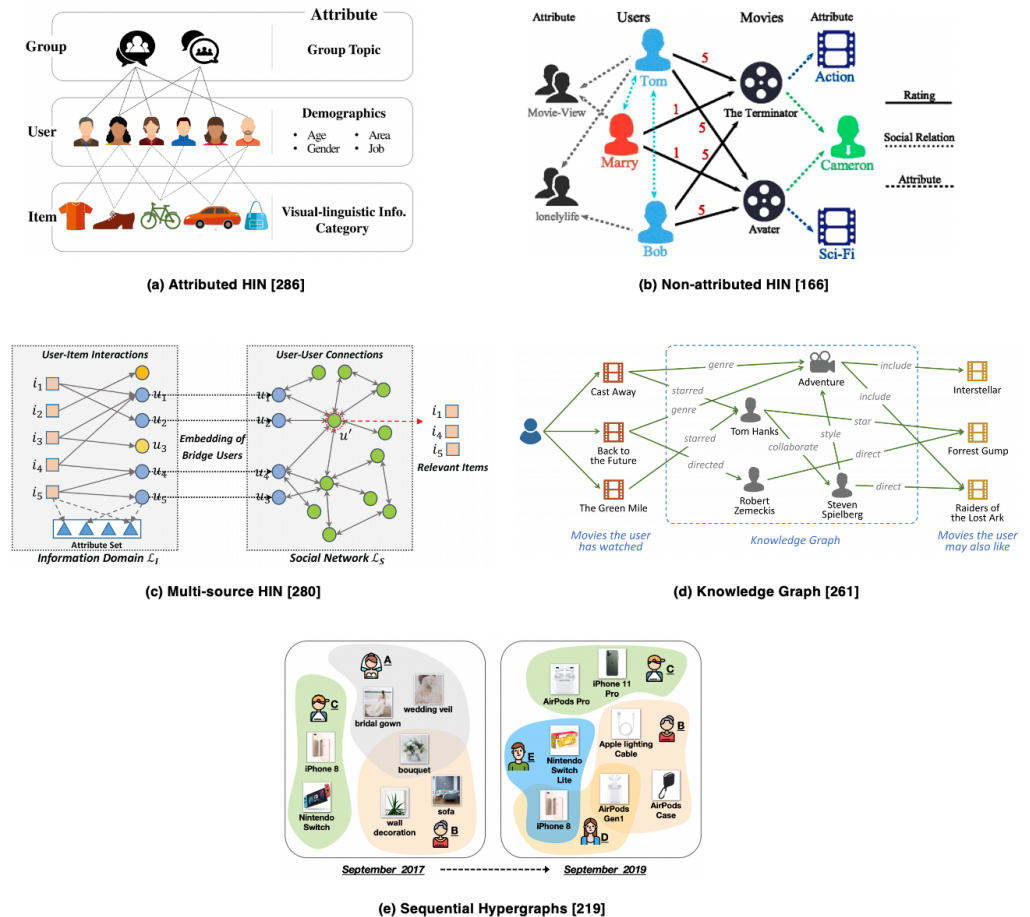 Attribute
Group
Group Topic
User
Demographics
• Age
• Area
• Gender
• Job
Item
Visual-linguistic Info.
Category
(a) Attributed HIN [286]
Attribute
Users
Movies
Attribute
Tom
Movie-View
Marry
lonelylife
Bob
5
1
5
1
5
5
The Terminator
Avater
Action
Cameron
Sci-Fi
Rating
Social Relation
Attribute
(b) Non-attributed HIN [166]
User-Item Interactions
i1
i2
i3
i4
i5
u1
u2
u3
u4
u5
Attribute Set
Information Domain ℒI
Embedding of
Bridge Users
User-User Connections
u'
i1
i4
i5
Relevant Items
Social Network ℒS
(c) Multi-source HIN [280]
Cast Away
Back to
the Future
The Green Mile
Movies the user
has watched
genre
starred
genre
starred
directed
Adventure
Tom Hanks
collaborate
style
Robert
Zemeckis
Steven
Spielberg
Knowledge Graph
include
include
star
direct
direct
Interstellar
Forrest Gump
Raiders of
the Lost Ark
Movies the user
may also like
(d) Knowledge Graph [261]
A
C
bridal gown
wedding veil
iPhone 8
bouquet
Nintendo
Switch
wall
decoration
sofa
B
September 2017
AirPods Pro
iPhone 11
Pro
C
E
Nintendo
Switch
Lite
Apple lighting
Cable
B
iPhone 8
AirPods
Gen1
AirPods
Case
D
September 2019
(e) Sequential Hypergraphs [219]